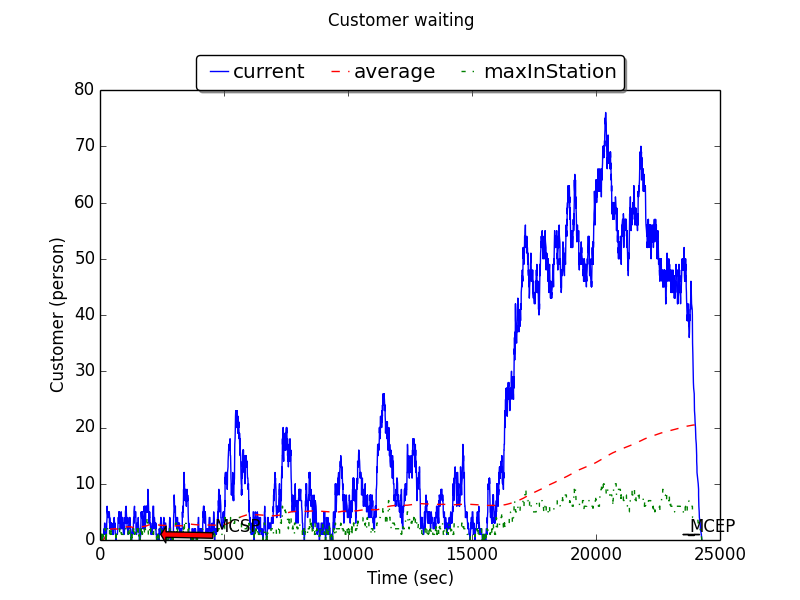 Customer waiting
current average maxInStation
80
70
60
50
40
30
20
10
0
Customer (person)
MCSP
MCEP
0 5000 10000 15000 20000 25000
Time (sec)